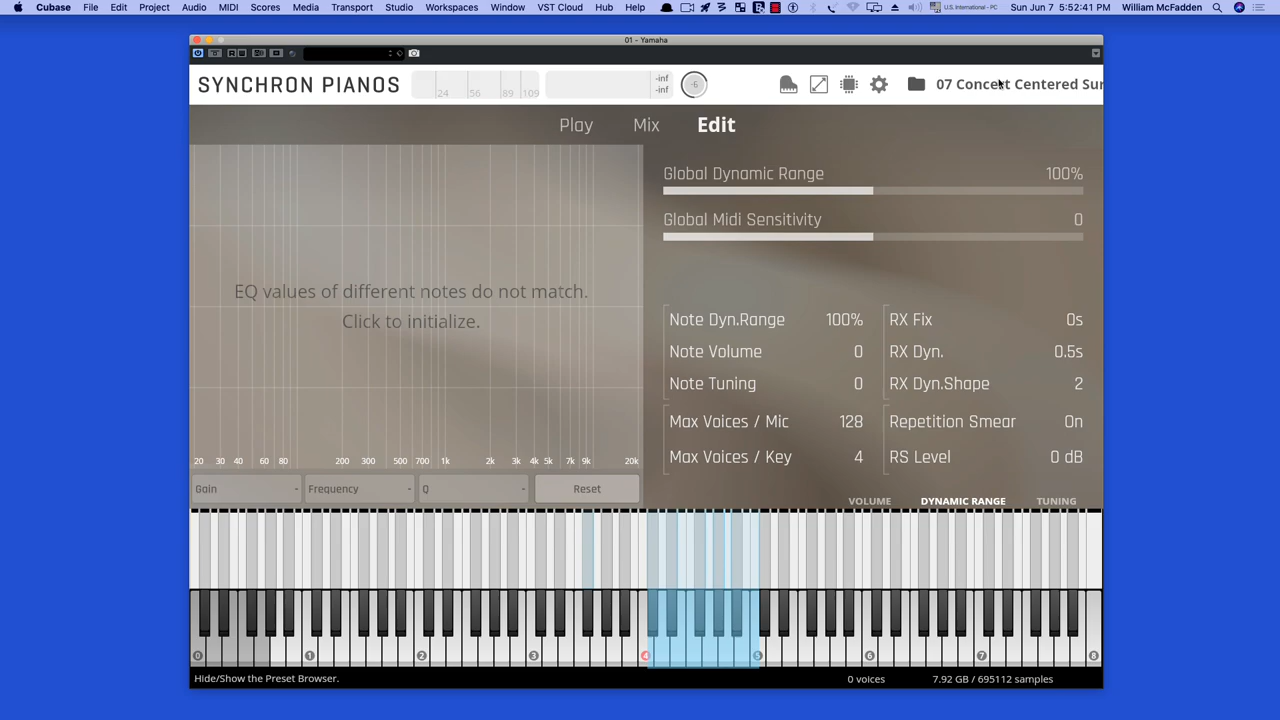 Cubase File Edit Project Audio MIDI Scores Media Transport Studio Workspaces Window VST Cloud Hub Help U.S. International - PC Sun Jun 7 5:52:41 PM William McFadden
01 - Yamaha
R
SYNCHRON PIANOS 24 56 89 109 -inf -6 07 Concert Centered Sur
-inf
Play Mix Edit
Global Dynamic Range 100%
Global Midi Sensitivity 0
EQ values of different notes do not match.
Click to initialize.
Note Dyn.Range 100% RX Fix 0s
Note Volume 0 RX Dyn. 0.5s
Note Tuning 0 RX Dyn.Shape 2
Max Voices / Mic 128 Repetition Smear On
Max Voices / Key 4 RS Level 0 dB
20 30 40 60 80 200 300 500 700 1k 2k 3k 4k 5k 7k 9k 20k
Gain - Frequency - Q - Reset
VOLUME DYNAMIC RANGE TUNING
0 1 2 3 4 5 6 7 8
Hide/Show the Preset Browser. 0 voices 7.92 GB / 695112 samples